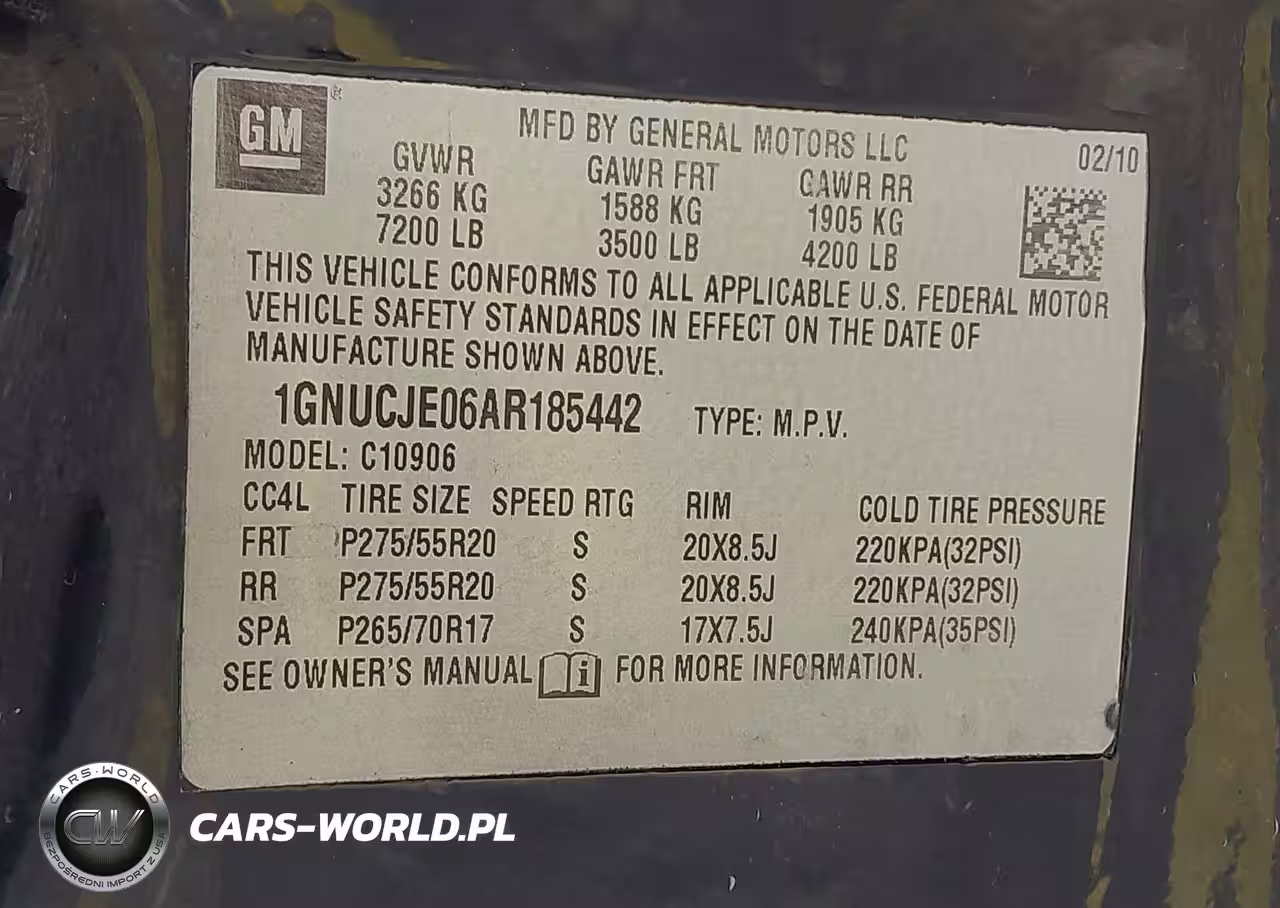 GM
MFD BY GENERAL MOTORS LLC
02/10
GVWR GAWR FRT GAWR RR
3266 KG 1588 KG 1905 KG
7200 LB 3500 LB 4200 LB
THIS VEHICLE CONFORMS TO ALL APPLICABLE U.S. FEDERAL MOTOR
VEHICLE SAFETY STANDARDS IN EFFECT ON THE DATE OF
MANUFACTURE SHOWN ABOVE.
1GNUCJE06AR185442 TYPE: M.P.V.
MODEL: C10906
CC4L TIRE SIZE SPEED RTG RIM COLD TIRE PRESSURE
FRT P275/55R20 S 20X8.5J 220KPA(32PSI)
RR P275/55R20 S 20X8.5J 220KPA(32PSI)
SPA P265/70R17 S 17X7.5J 240KPA(35PSI)
SEE OWNER'S MANUAL i FOR MORE INFORMATION.
CARS-WORLD
CW
BEZPOŚREDNI IMPORT Z USA
CARS-WORLD.PL